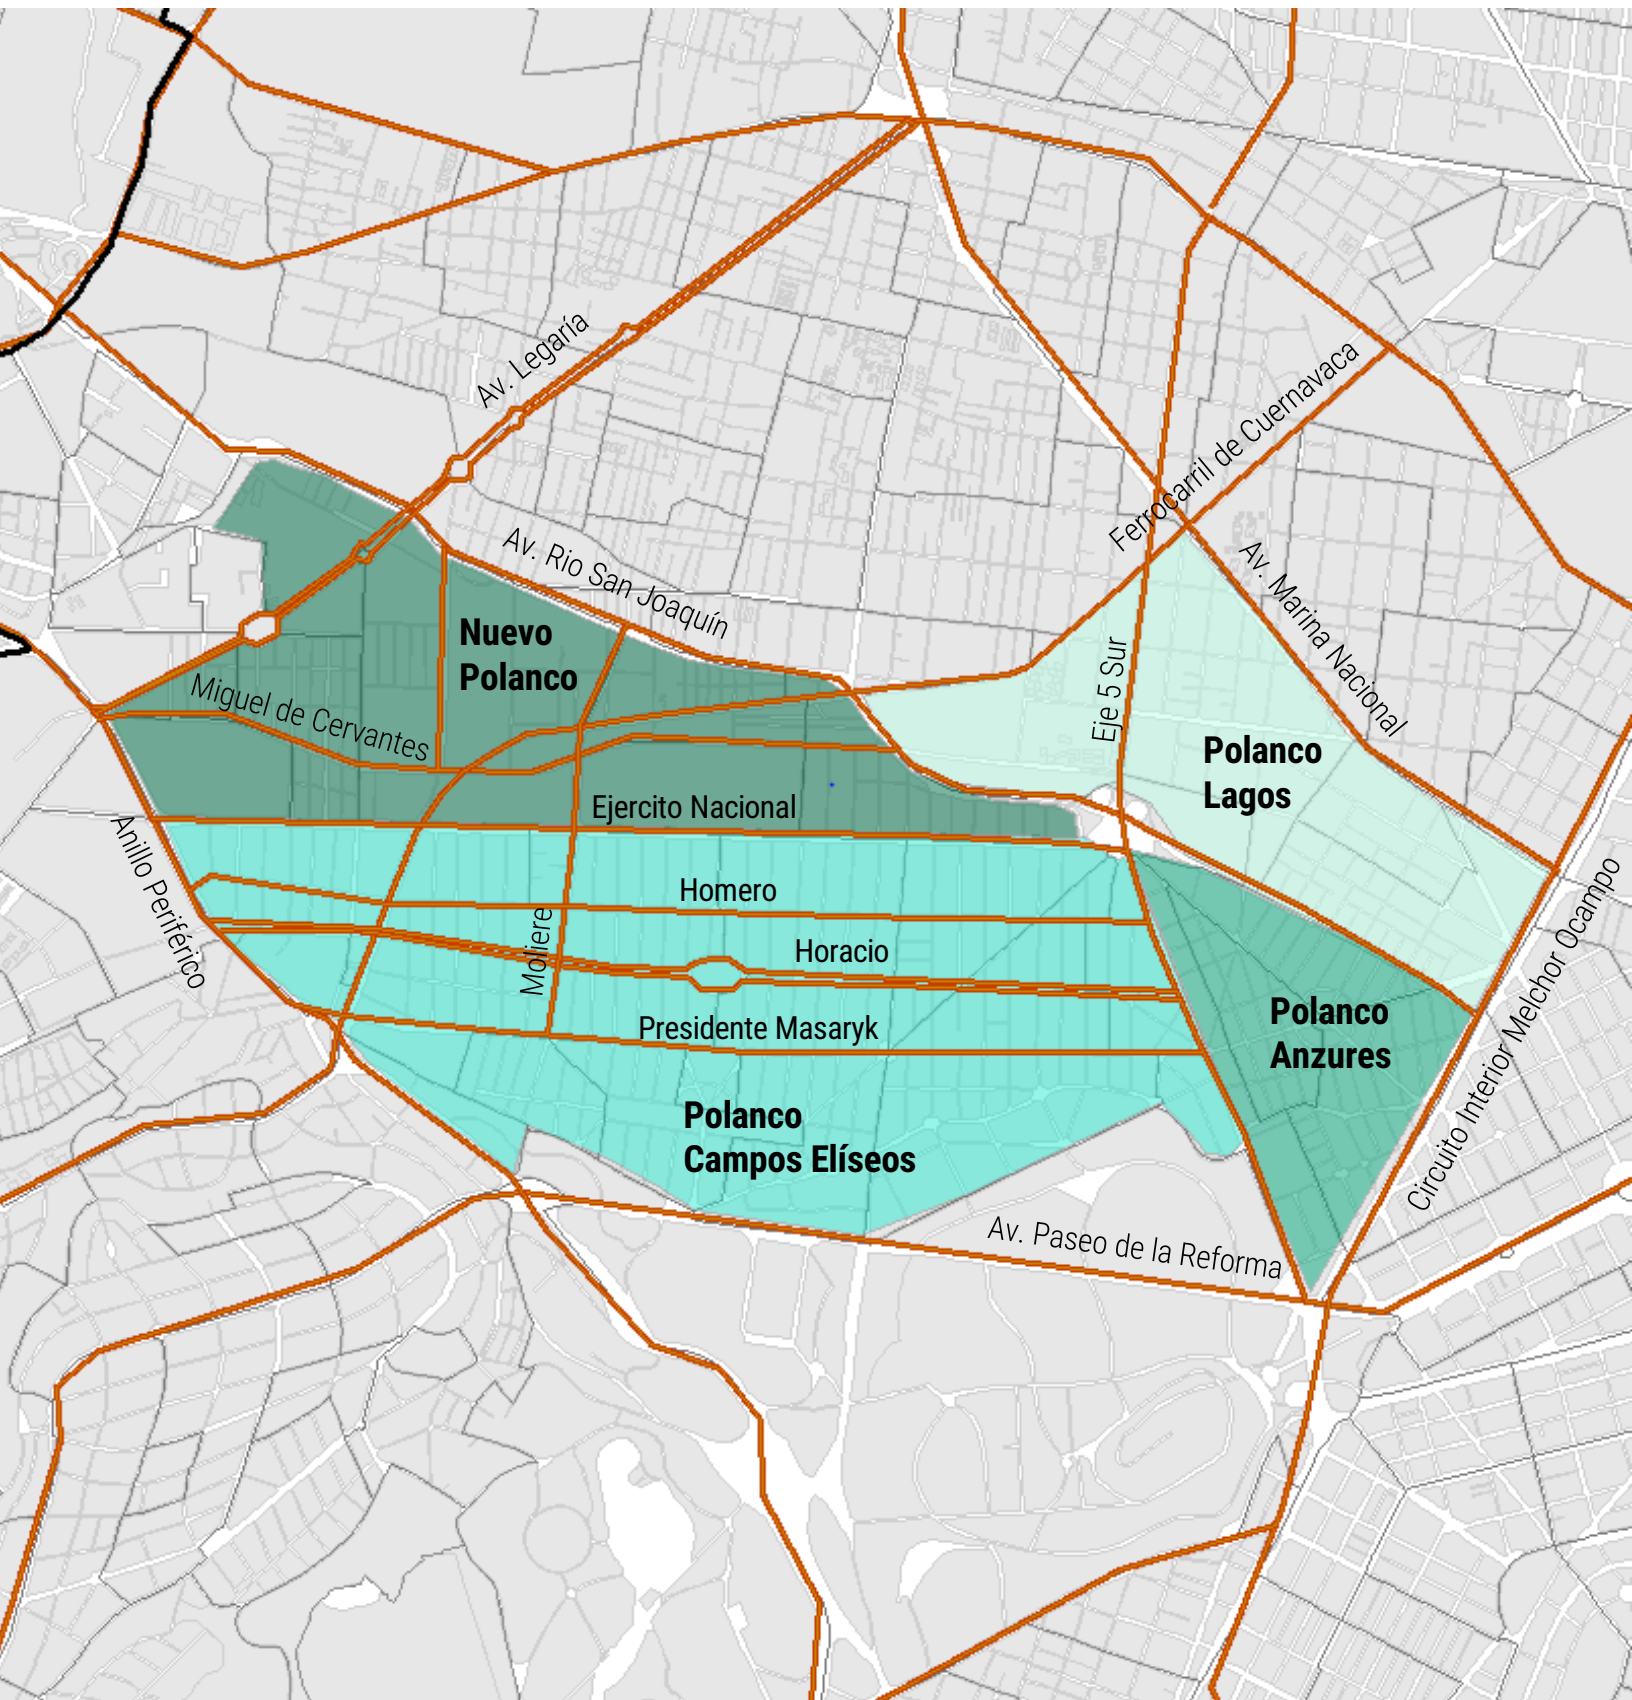 Av. Legaría
Ferrocarril de Cuernavaca
Av. Rio San Joaquín
Av. Marina Nacional
Nuevo
Polanco
Eje 5 Sur
Miguel de Cervantes
Polanco
Lagos
Ejercito Nacional
Anillo Periférico
Homero
Moliere
Horacio
Circuito Interior Melchor Ocampo
Polanco
Anzures
Presidente Masaryk
Polanco
Campos Elíseos
Av. Paseo de la Reforma